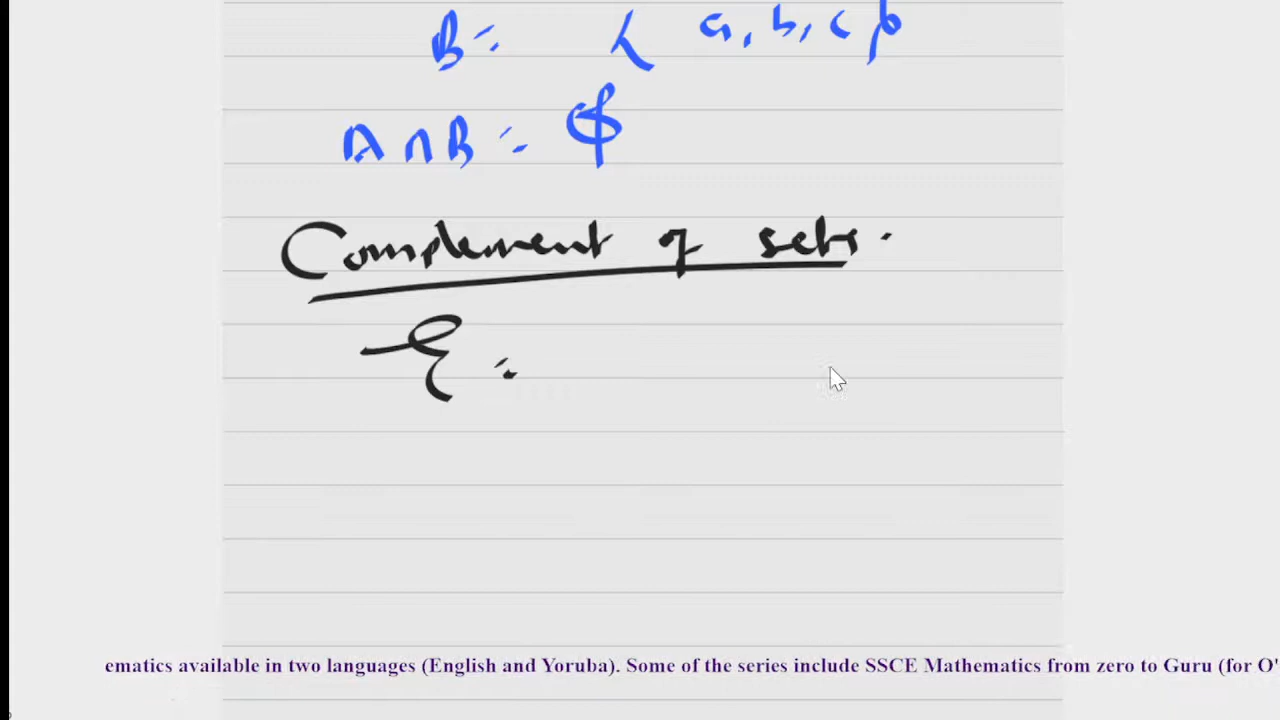 B = { a, b, c, b
A ∩ B = ϕ
Complement of sets.
ξ =
ematics available in two languages (English and Yoruba). Some of the series include SSCE Mathematics from zero to Guru (for O'